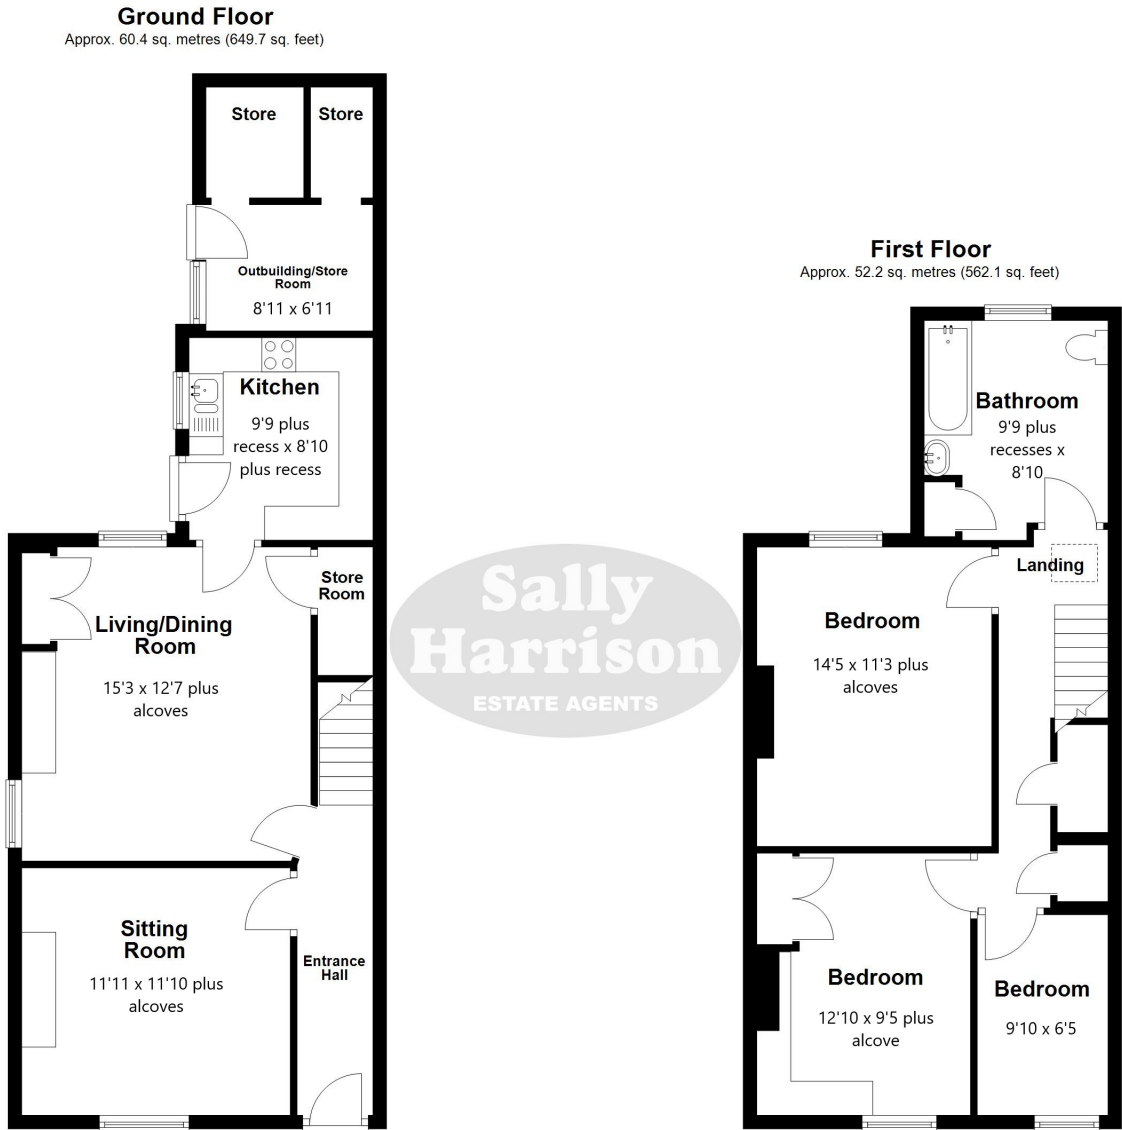 Ground Floor
Approx. 60.4 sq. metres (649.7 sq. feet)
Store
Store
Outbuilding/Store
Room
8'11 x 6'11
Kitchen
9'9 plus
recess x 8'10
plus recess
Store
Room
Living/Dining
Room
15'3 x 12'7 plus
alcoves
Sitting
Room
11'11 x 11'10 plus
alcoves
Entrance
Hall
Sally
Harrison
ESTATE AGENTS
First Floor
Approx. 52.2 sq. metres (562.1 sq. feet)
Bathroom
9'9 plus
recesses x
8'10
Landing
Bedroom
14'5 x 11'3 plus
alcoves
Bedroom
12'10 x 9'5 plus
alcove
Bedroom
9'10 x 6'5